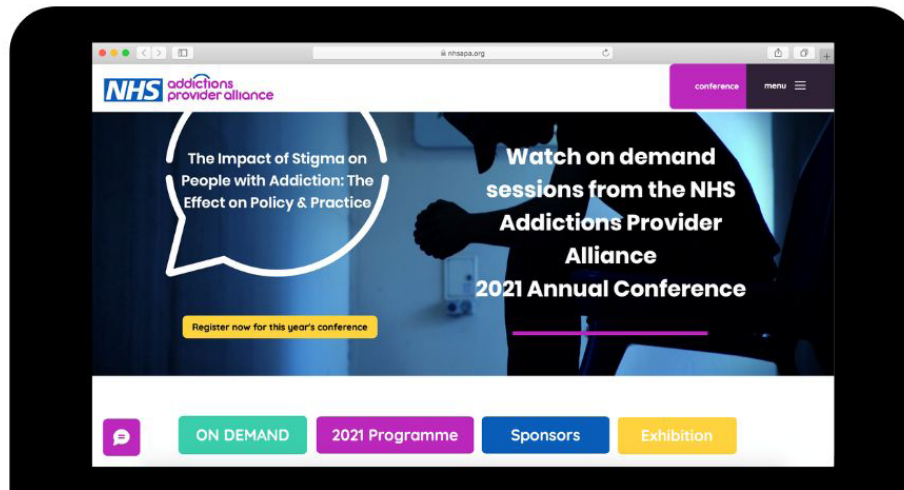 nhsapa.org
NHS addictions
provider alliance
conference
menu
The Impact of Stigma on
People with Addiction: The
Effect on Policy & Practice
Register now for this year's conference
Watch on demand
sessions from the NHS
Addictions Provider
Alliance
2021 Annual Conference
ON DEMAND
2021 Programme
Sponsors
Exhibition